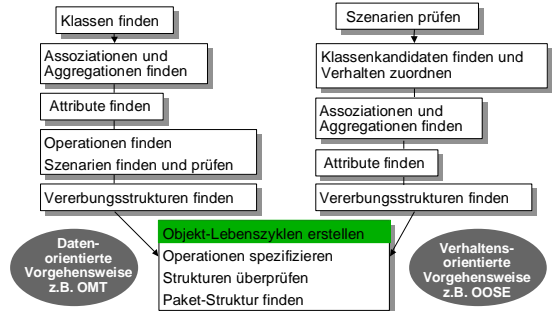 Klassen finden
Assoziationen und
Aggregationen finden
Attribute finden
Operationen finden
Szenarien finden und prüfen
Vererbungsstrukturen finden
Szenarien prüfen
Klassenkandidaten finden und
Verhalten zuordnen
Assoziationen und
Aggregationen finden
Attribute finden
Vererbungsstrukturen finden
Objekt-Lebenszyklen erstellen
Operationen spezifizieren
Strukturen überprüfen
Paket-Struktur finden
Daten-
orientierte
Vorgehensweise
z.B. OMT
Verhaltens-
orientierte
Vorgehensweise
z.B. OOSE